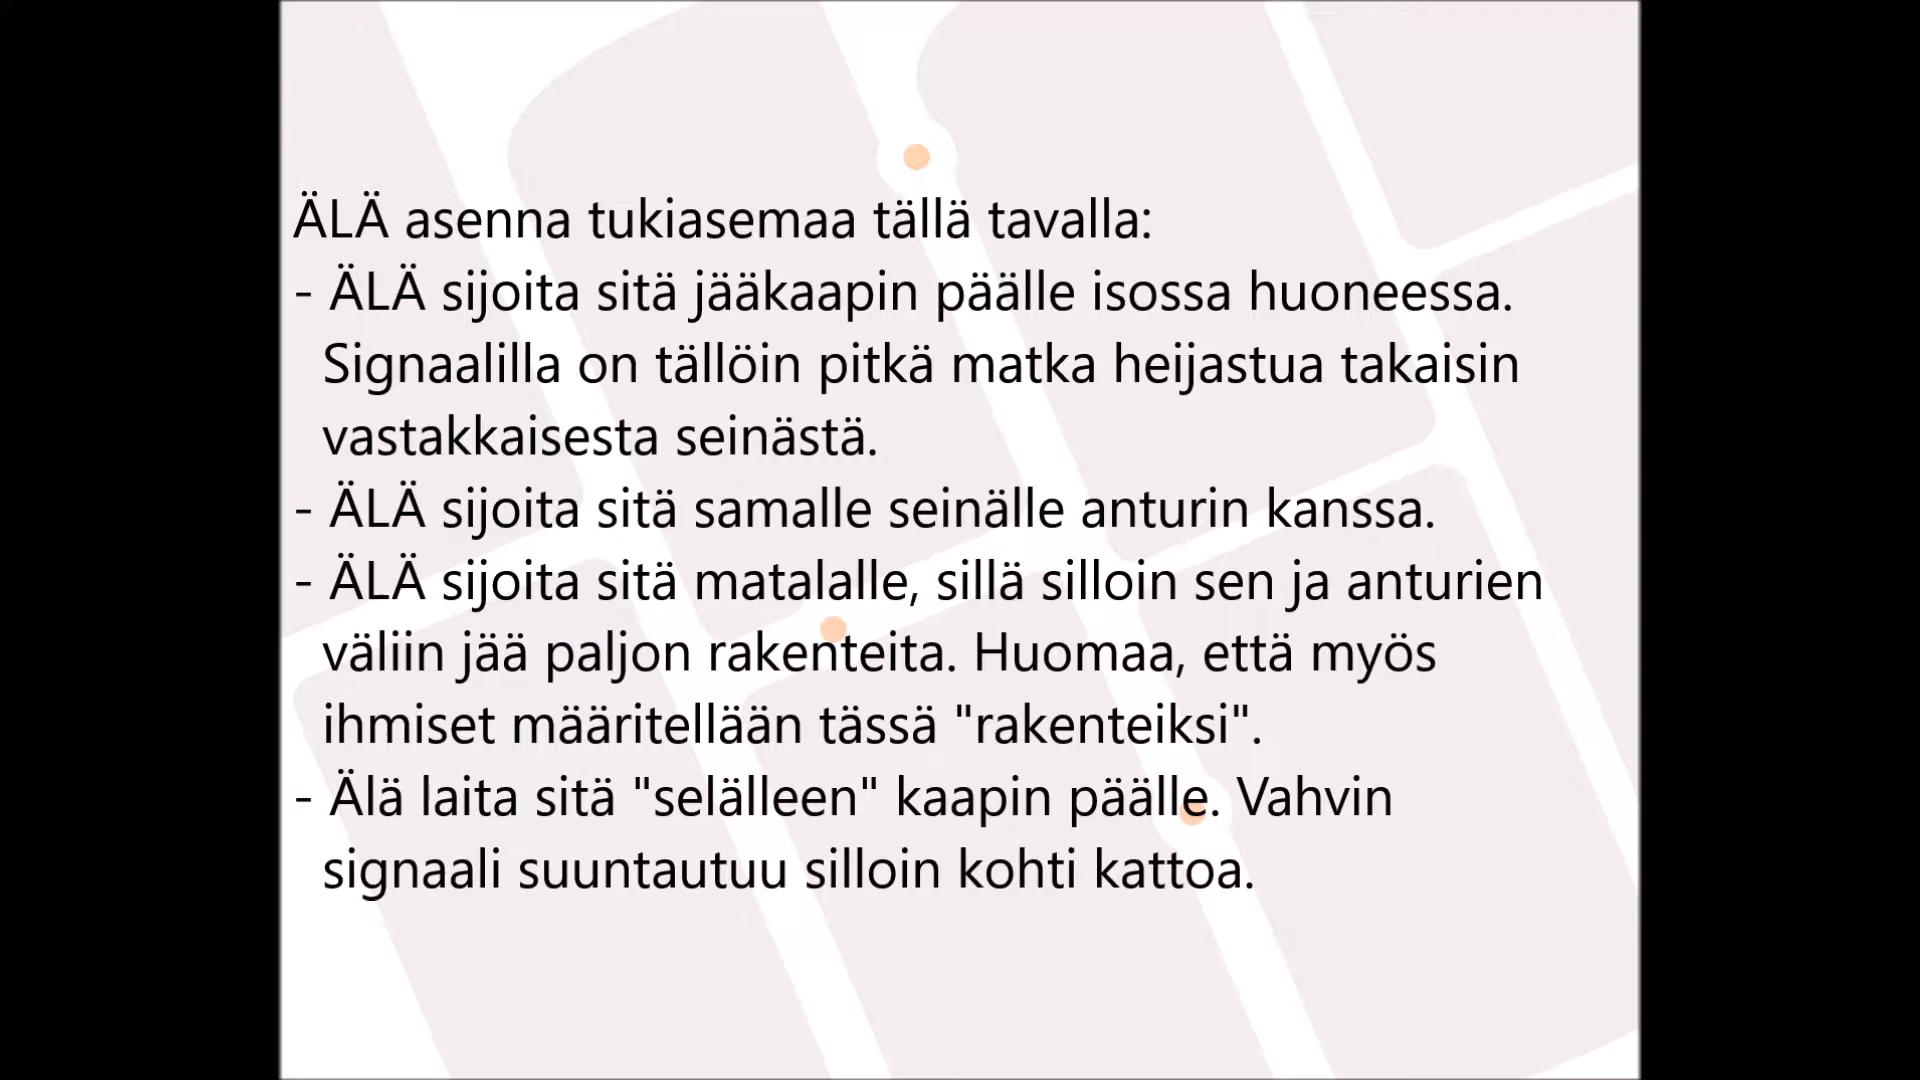 ÄLÄ asenna tukiasemaa tällä tavalla:
- ÄLÄ sijoita sitä jääkaapin päälle isossa huoneessa.
Signaalilla on tällöin pitkä matka heijastua takaisin
vastakkaisesta seinästä.
- ÄLÄ sijoita sitä samalle seinälle anturin kanssa.
- ÄLÄ sijoita sitä matalalle, sillä silloin sen ja anturien
väliin jää paljon rakenteita. Huomaa, että myös
ihmiset määritellään tässä "rakenteiksi".
- Älä laita sitä "selälleen" kaapin päälle. Vahvin
signaali suuntautuu silloin kohti kattoa.